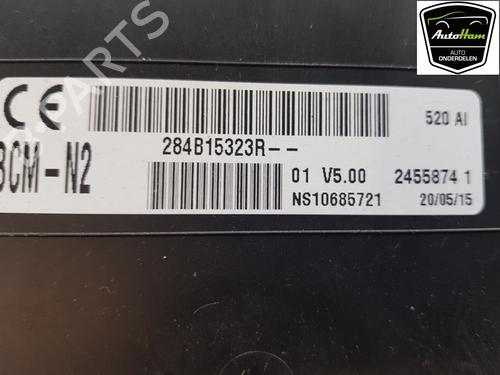 AutoHam
AUTO
ONDERDELEN
CE
520 AI
284B15323R--
BCM-N2
01 V5.00
2455874 1
NS10685721
20/05/15